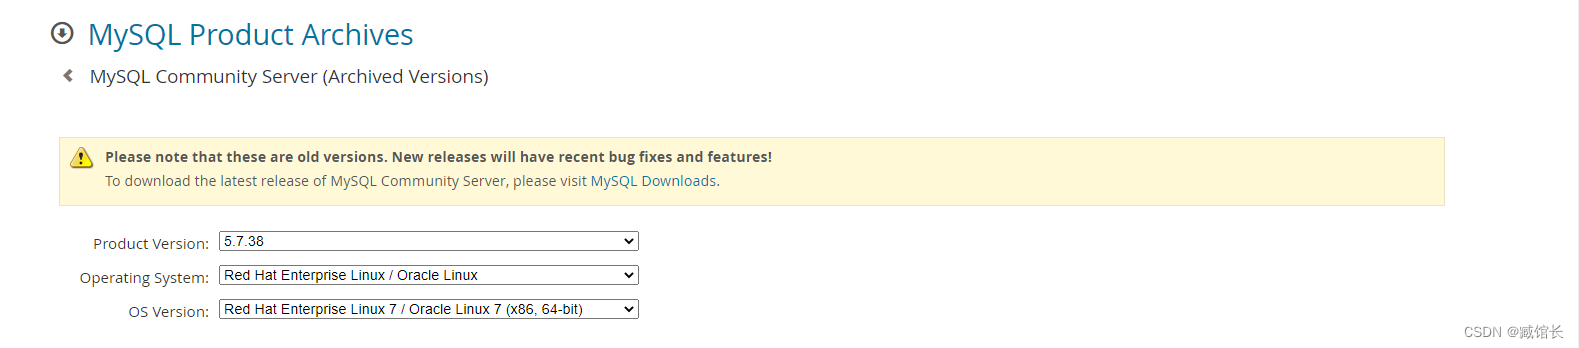 MySQL Product Archives
MySQL Community Server (Archived Versions)
Please note that these are old versions. New releases will have recent bug fixes and features!
To download the latest release of MySQL Community Server, please visit MySQL Downloads.
Product Version: 5.7.38
Operating System: Red Hat Enterprise Linux / Oracle Linux
OS Version: Red Hat Enterprise Linux 7 / Oracle Linux 7 (x86, 64-bit)
CSDN @臧馆长